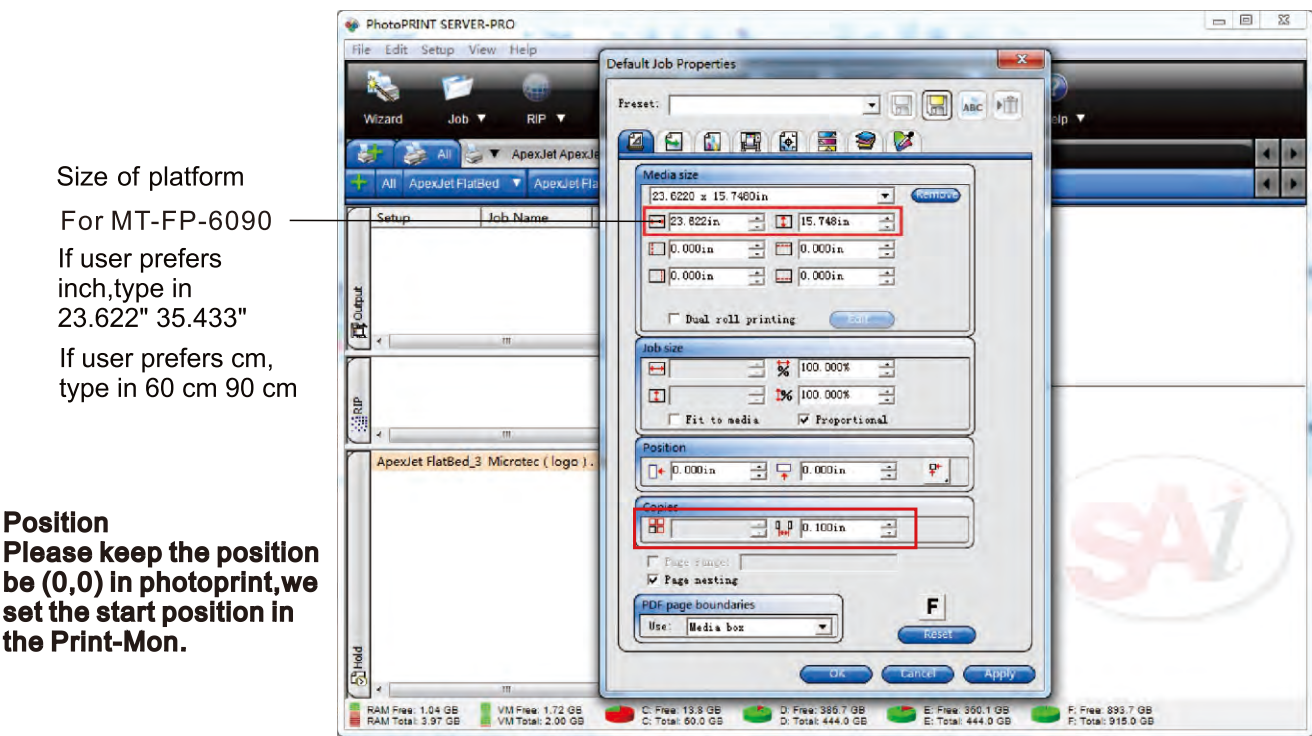 PhotoPRINT SERVER-PRO
File Edit Setup View Help
Default Job Properties
Preset:
ABC
Wizard Job RIP elp
All ApexJet ApexJe
All ApexJet FlatBed ApexJet Fla
Setup Job Name
Output
RIP
ApexJet FlatBed_3 Microtec ( logo ) .
Hold
Media size
23.6220 x 15.7480in
Remove
23.622in 15.748in
0.000in 0.000in
0.000in 0.000in
Dual roll printing Edit
Job size
% 100.000%
% 100.000%
Fit to media Proportional
Position
0.000in 0.000in
Copies
0.100in
Page range:
Page nesting
PDF page boundaries
Use: Media box
F
Reset
OK Cancel Apply
SAi
RAM Free: 1.04 GB VM Free: 1.72 GB C: Free: 13.8 GB D: Free: 386.7 GB E: Free: 360.1 GB F: Free: 893.7 GB
RAM Total: 3.97 GB VM Total: 2.00 GB C: Total: 60.0 GB D: Total: 444.0 GB E: Total: 444.0 GB F: Total: 915.0 GB
Size of platform
For MT-FP-6090
If user prefers
inch,type in
23.622" 35.433"
If user prefers cm,
type in 60 cm 90 cm
Position
Please keep the position
be (0,0) in photoprint,we
set the start position in
the Print-Mon.